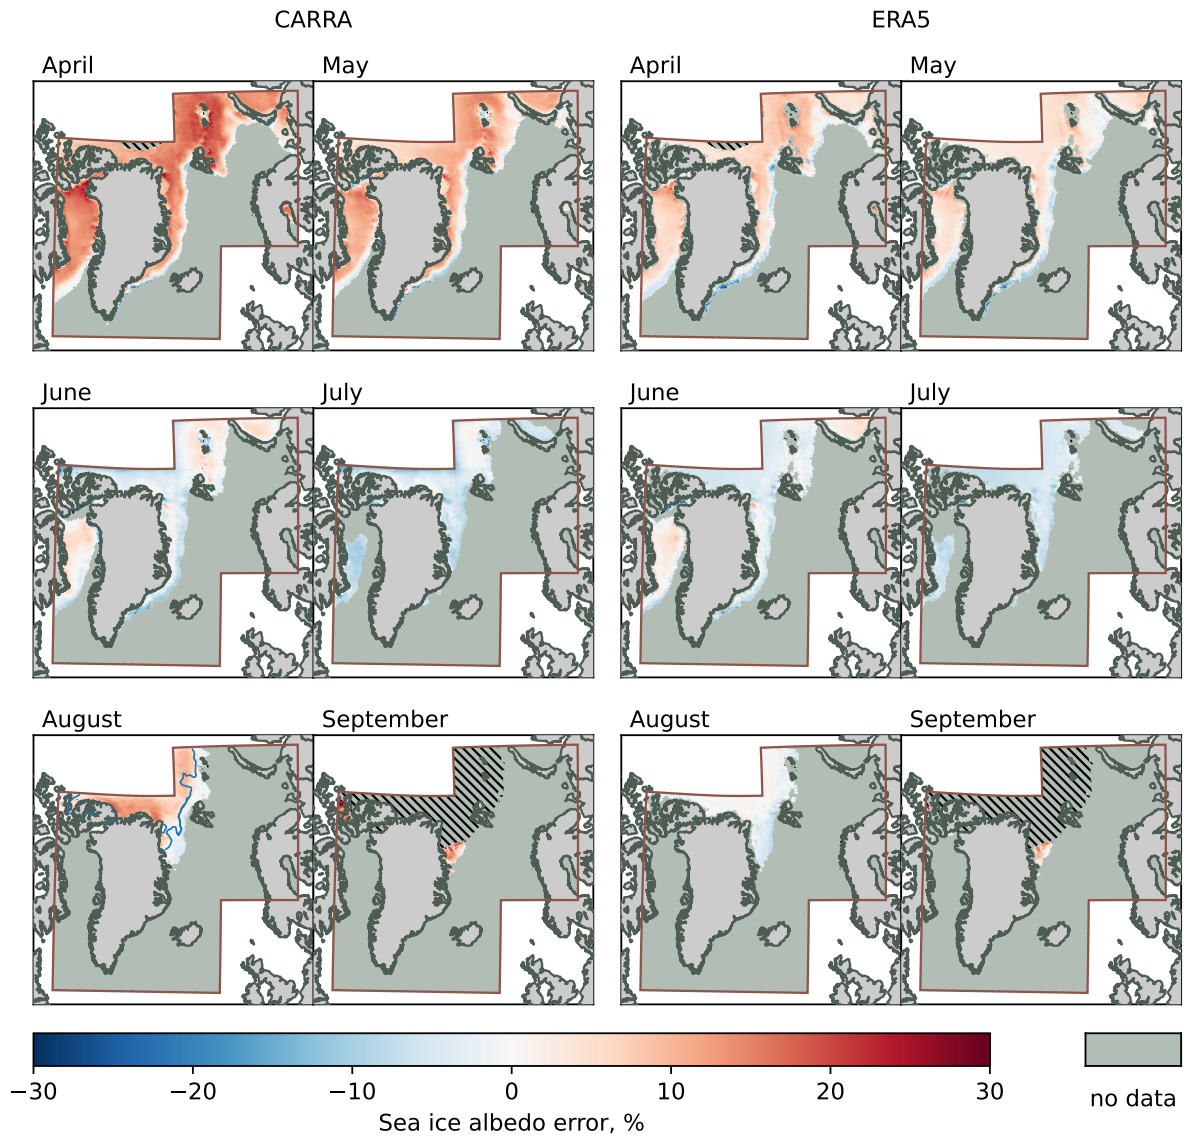 CARRA
ERA5
April
May
April
May
June
July
June
July
August
September
August
September
−30
−20
−10
0
10
20
30
no data
Sea ice albedo error, %